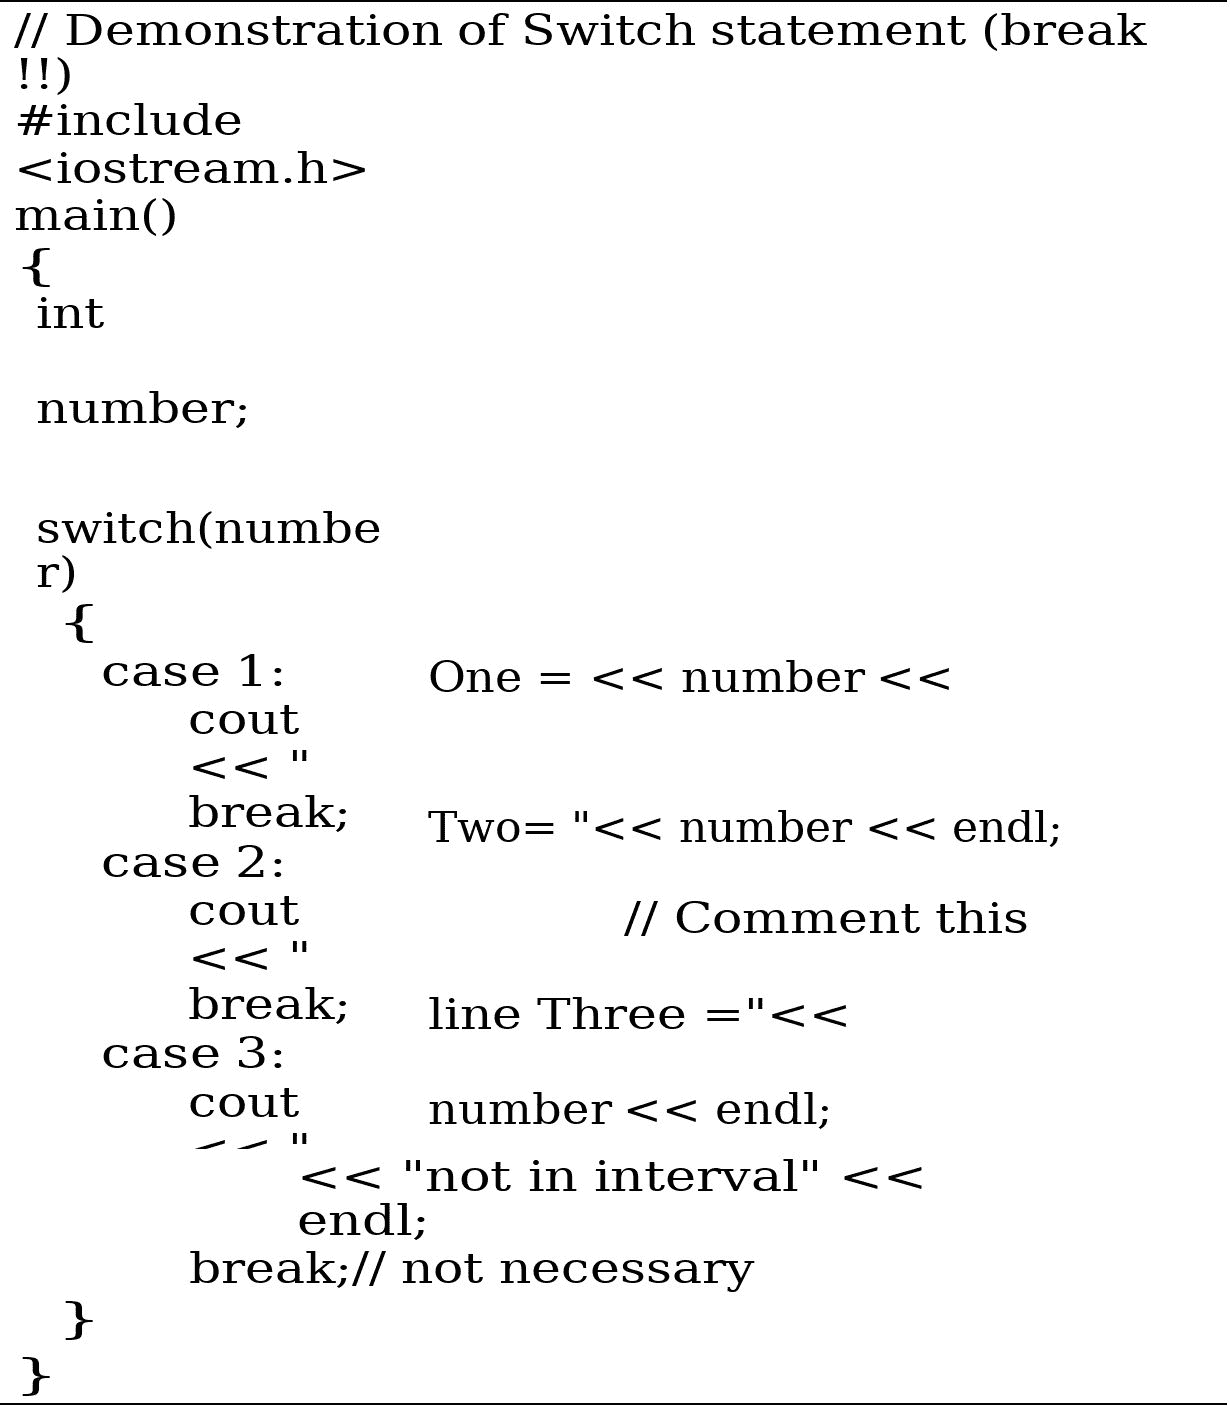 // Demonstration of Switch statement (break
!!)
#include
<iostream.h>
main()
{
int
number;
switch(numbe
r)
{
case 1:
One = << number <<
cout
<< "
break;
Two= "<< number << endl;
case 2:
cout
// Comment this
<< "
break;
line Three ="<<
case 3:
cout
number << endl;
<< "
<< "not in interval" <<
endl;
break;// not necessary
}
}